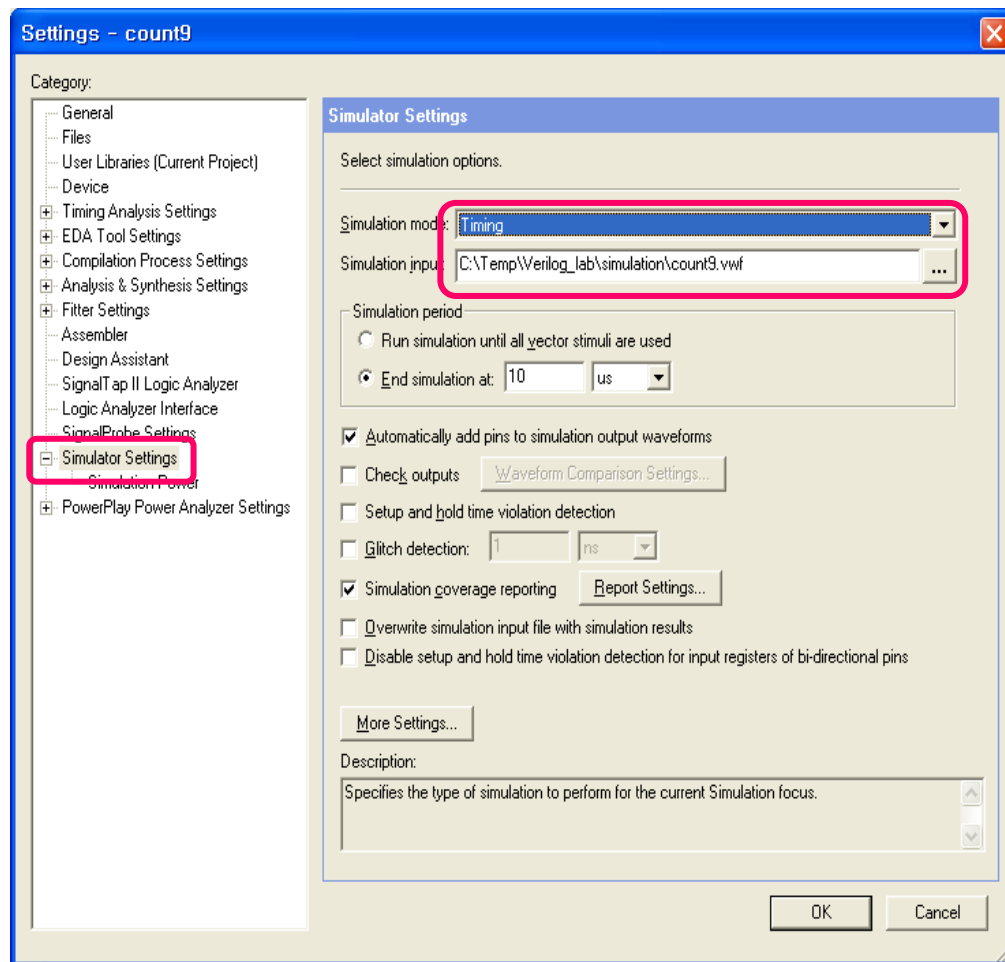 Settings - count9
Category:
General
Files
User Libraries (Current Project)
Device
Timing Analysis Settings
EDA Tool Settings
Compilation Process Settings
Analysis & Synthesis Settings
Fitter Settings
Assembler
Design Assistant
SignalTap II Logic Analyzer
Logic Analyzer Interface
SignalProbe Settings
Simulator Settings
Simulation Power
PowerPlay Power Analyzer Settings
Simulator Settings
Select simulation options.
Simulation mode: Timing
Simulation input: C:\Temp\Verilog_lab\simulation\count9.vwf ...
Simulation period
Run simulation until all vector stimuli are used
End simulation at: 10 us
Automatically add pins to simulation output waveforms
Check outputs Waveform Comparison Settings...
Setup and hold time violation detection
Glitch detection: 1 ns
Simulation coverage reporting Report Settings...
Overwrite simulation input file with simulation results
Disable setup and hold time violation detection for input registers of bi-directional pins
More Settings...
Description:
Specifies the type of simulation to perform for the current Simulation focus.
OK Cancel